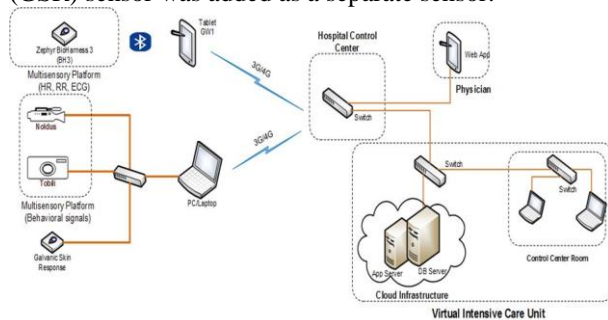 (GSR) sensor was added as a separate sensor.
Zephyr BioHarness 3
(BH3)
Multisensory Platform
(HR, RR, ECG)
Tablet
GW1
3G/4G
Hospital Control
Center
Switch
Web App
Physician
Noldus
Tobii
Multisensory Platform
(Behavioral signals)
Galvanic Skin
Response
PC/Laptop
3G/4G
Switch
Switch
Control Center Room
App Server
DB Server
Cloud Infrastructure
Virtual Intensive Care Unit